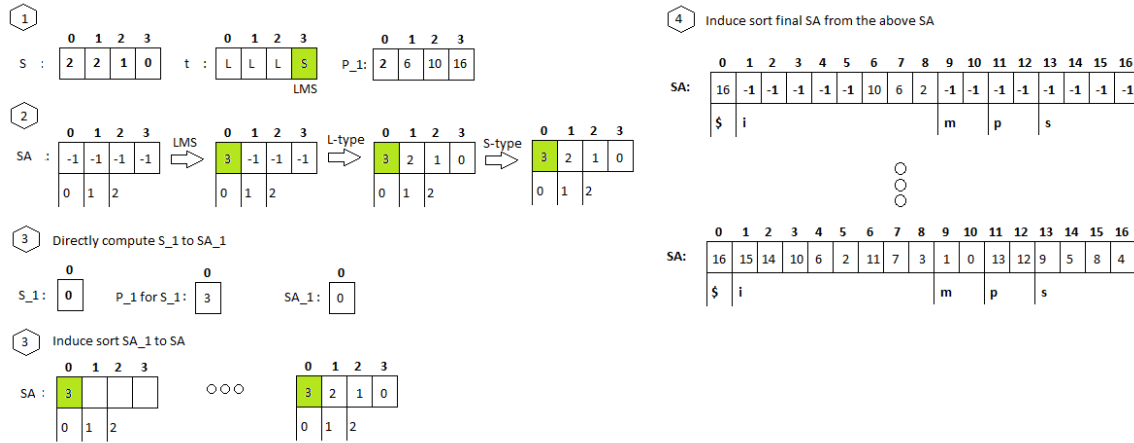 1
0 1 2 3
S : 2 2 1 0
0 1 2 3
t : L L L S
LMS
0 1 2 3
P_1: 2 6 10 16
2
0 1 2 3
SA : -1 -1 -1 -1
0 1 2
LMS
0 1 2 3
3 -1 -1 -1
0 1 2
L-type
0 1 2 3
3 2 1 0
0 1 2
S-type
0 1 2 3
3 2 1 0
0 1 2
3 Directly compute S_1 to SA_1
0
S_1: 0
0
P_1 for S_1: 3
0
SA_1: 0
3 Induce sort SA_1 to SA
0 1 2 3
SA : 3
0 1 2
0 1 2 3
3 2 1 0
0 1 2
4 Induce sort final SA from the above SA
0 1 2 3 4 5 6 7 8 9 10 11 12 13 14 15 16
SA: 16 -1 -1 -1 -1 -1 10 6 2 -1 -1 -1 -1 -1 -1 -1 -1
$ i m p s
0 1 2 3 4 5 6 7 8 9 10 11 12 13 14 15 16
SA: 16 15 14 10 6 2 11 7 3 1 0 13 12 9 5 8 4
$ i m p s